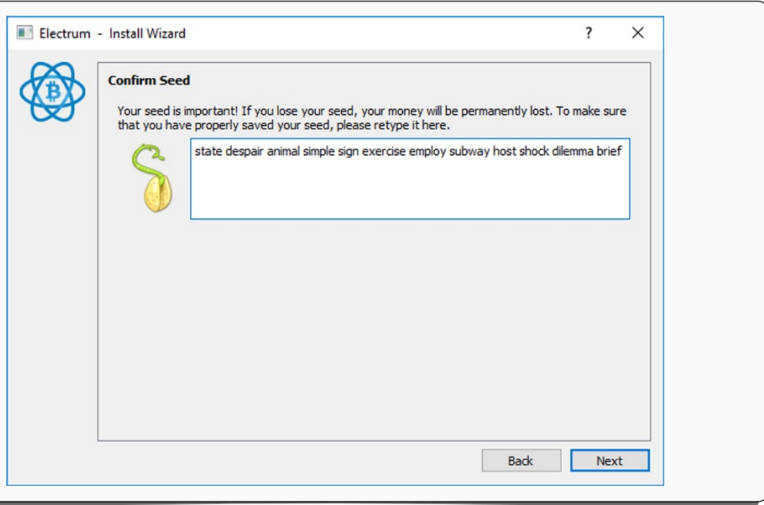 Electrum - Install Wizard
Confirm Seed
Your seed is important! If you lose your seed, your money will be permanently lost. To make sure
that you have properly saved your seed, please retype it here.
state despair animal simple sign exercise employ subway host shock dilemma brief
Back Next